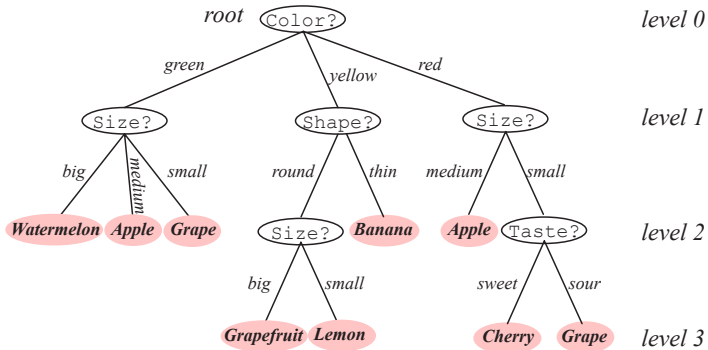 root Color? level 0
green yellow red
Size? Shape? Size? level 1
big medium small round thin medium small
Watermelon Apple Grape Size? Banana Apple Taste? level 2
big small sweet sour
Grapefruit Lemon Cherry Grape level 3